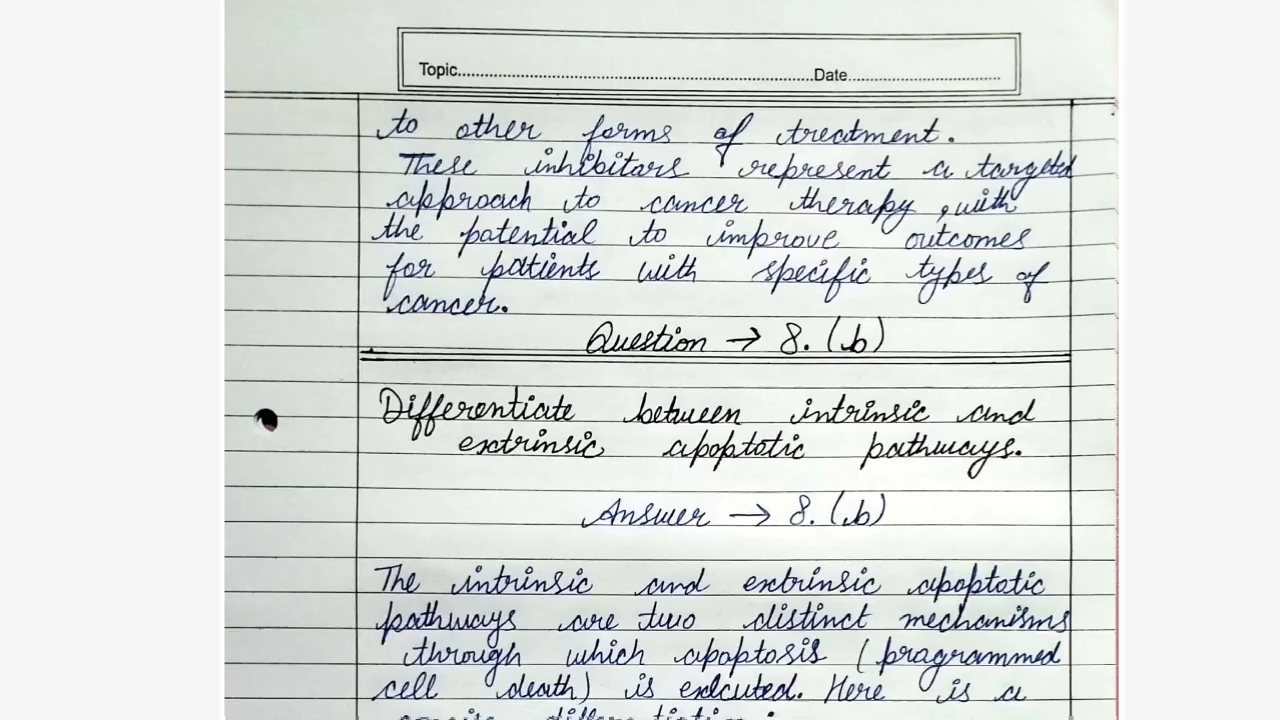 Topic.................................................Date.................................
to other forms of treatment.
These inhibitars represent a targeted
approach to cancer therapy, with
the potential to improve outcomes
for patients with specific types of
cancer.
Question → 8. (b)
Differentiate between intrinsic and
extrinsic apoptotic pathways.
Answer → 8. (b)
The intrinsic and extrinsic apoptotic
pathways are two distinct mechanisms
through which apoptosis (pragrammed
cell death) is exlcuted. Here is a